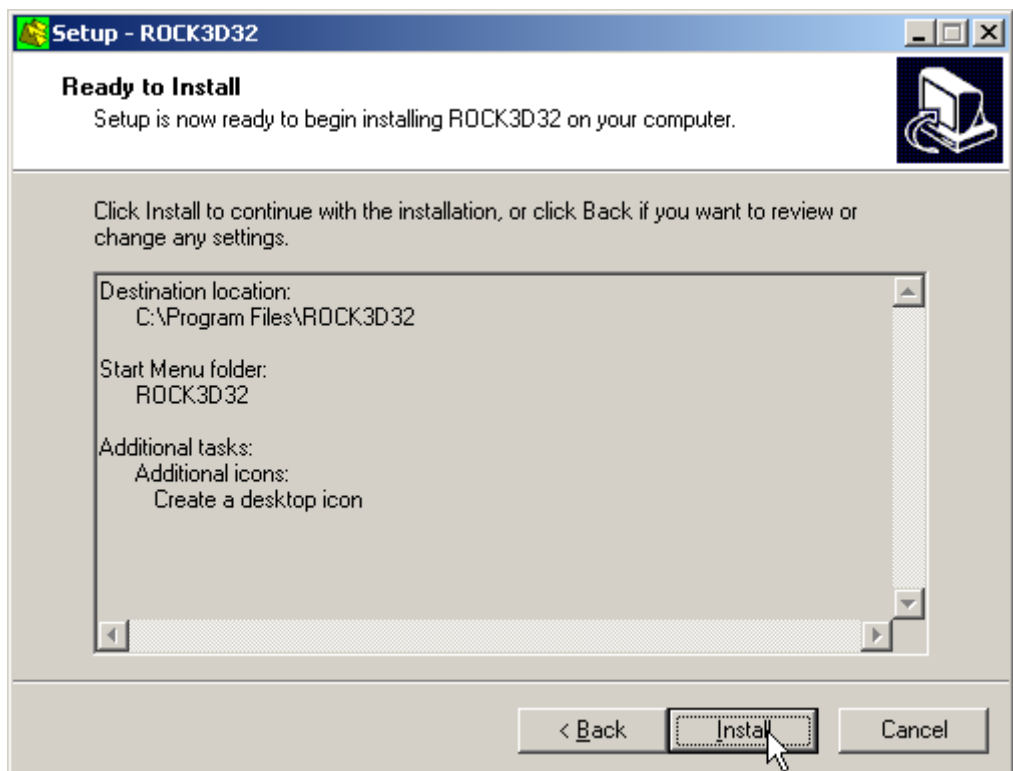 Setup - ROCK3D32
Ready to Install
Setup is now ready to begin installing ROCK3D32 on your computer.
Click Install to continue with the installation, or click Back if you want to review or
change any settings.
Destination location:
C:\Program Files\ROCK3D32
Start Menu folder:
ROCK3D32
Additional tasks:
Additional icons:
Create a desktop icon
< Back
Install
Cancel